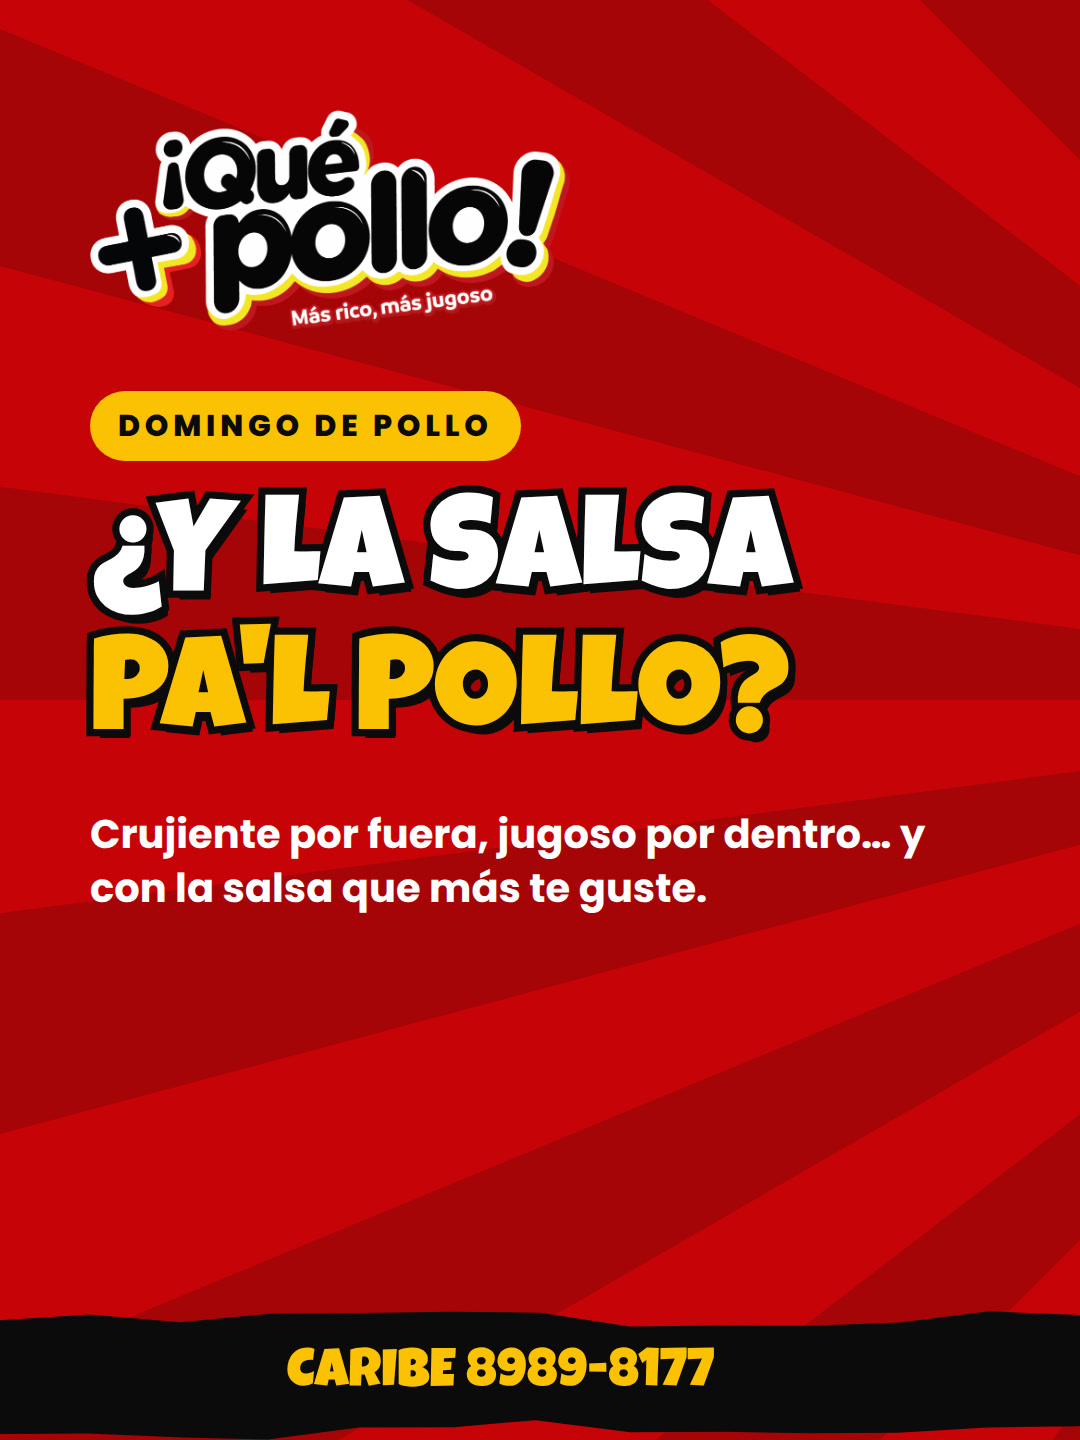 ¡Qué
+ pollo!
Más rico, más jugoso
DOMINGO DE POLLO
¿Y LA SALSA
PA'L POLLO?
Crujiente por fuera, jugoso por dentro... y
con la salsa que más te guste.
CARIBE 8989-8177